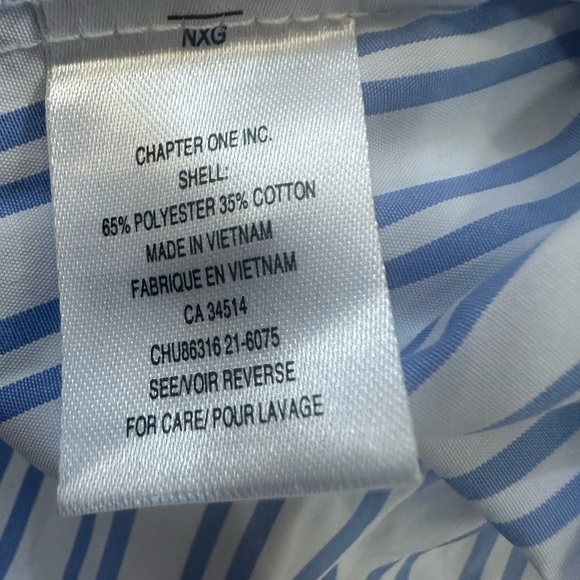 NXG
CHAPTER ONE INC.
SHELL:
65% POLYESTER 35% COTTON
MADE IN VIETNAM
FABRIQUE EN VIETNAM
CA 34514
CHU86316 21-6075
SEE/VOIR REVERSE
FOR CARE/ POUR LAVAGE